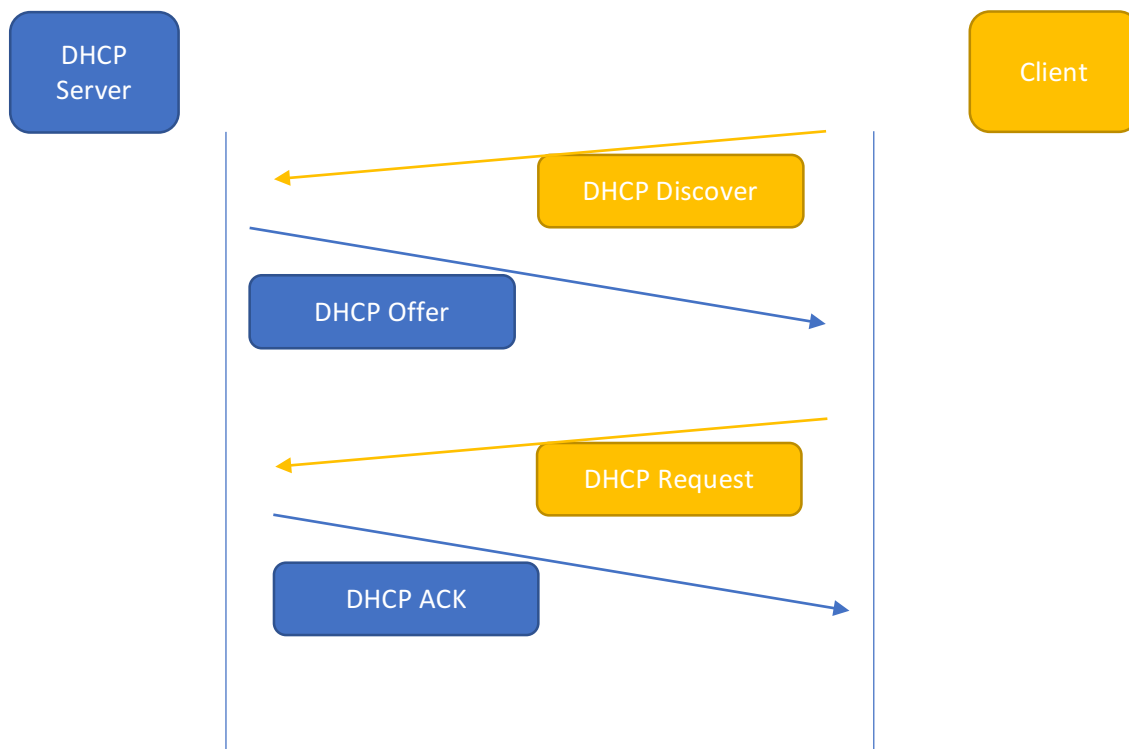 DHCP
Server
Client
DHCP Discover
DHCP Offer
DHCP Request
DHCP ACK